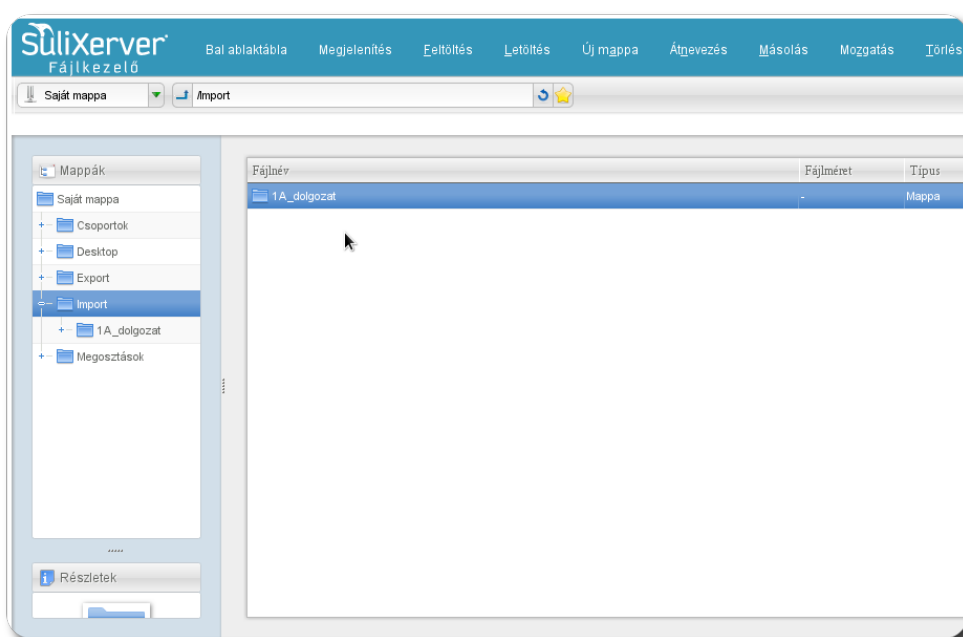 SuliXerver
Fájlkezelő
Bal ablaktábla Megjelenítés Feltöltés Letöltés Új mappa Átnevezés Másolás Mozgatás Törlés
Saját mappa /Import
Mappák
Saját mappa
Csoportok
Desktop
Export
Import
1A_dolgozat
Megosztások
Részletek
Fájlnév Fájlméret Típus
1A_dolgozat - Mappa